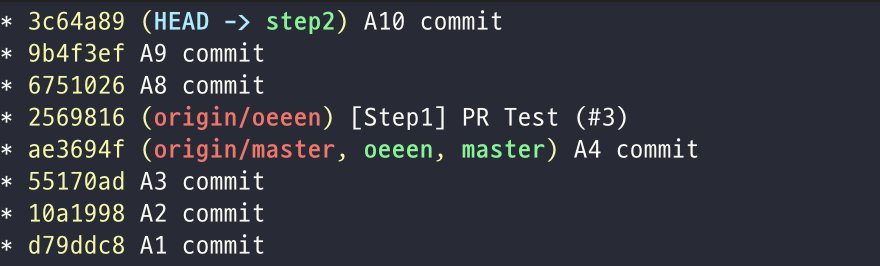 * 3c64a89 (HEAD -> step2) A10 commit
* 9b4f3ef A9 commit
* 6751026 A8 commit
* 2569816 (origin/oeeen) [Step1] PR Test (#3)
* ae3694f (origin/master, oeeen, master) A4 commit
* 55170ad A3 commit
* 10a1998 A2 commit
* d79ddc8 A1 commit